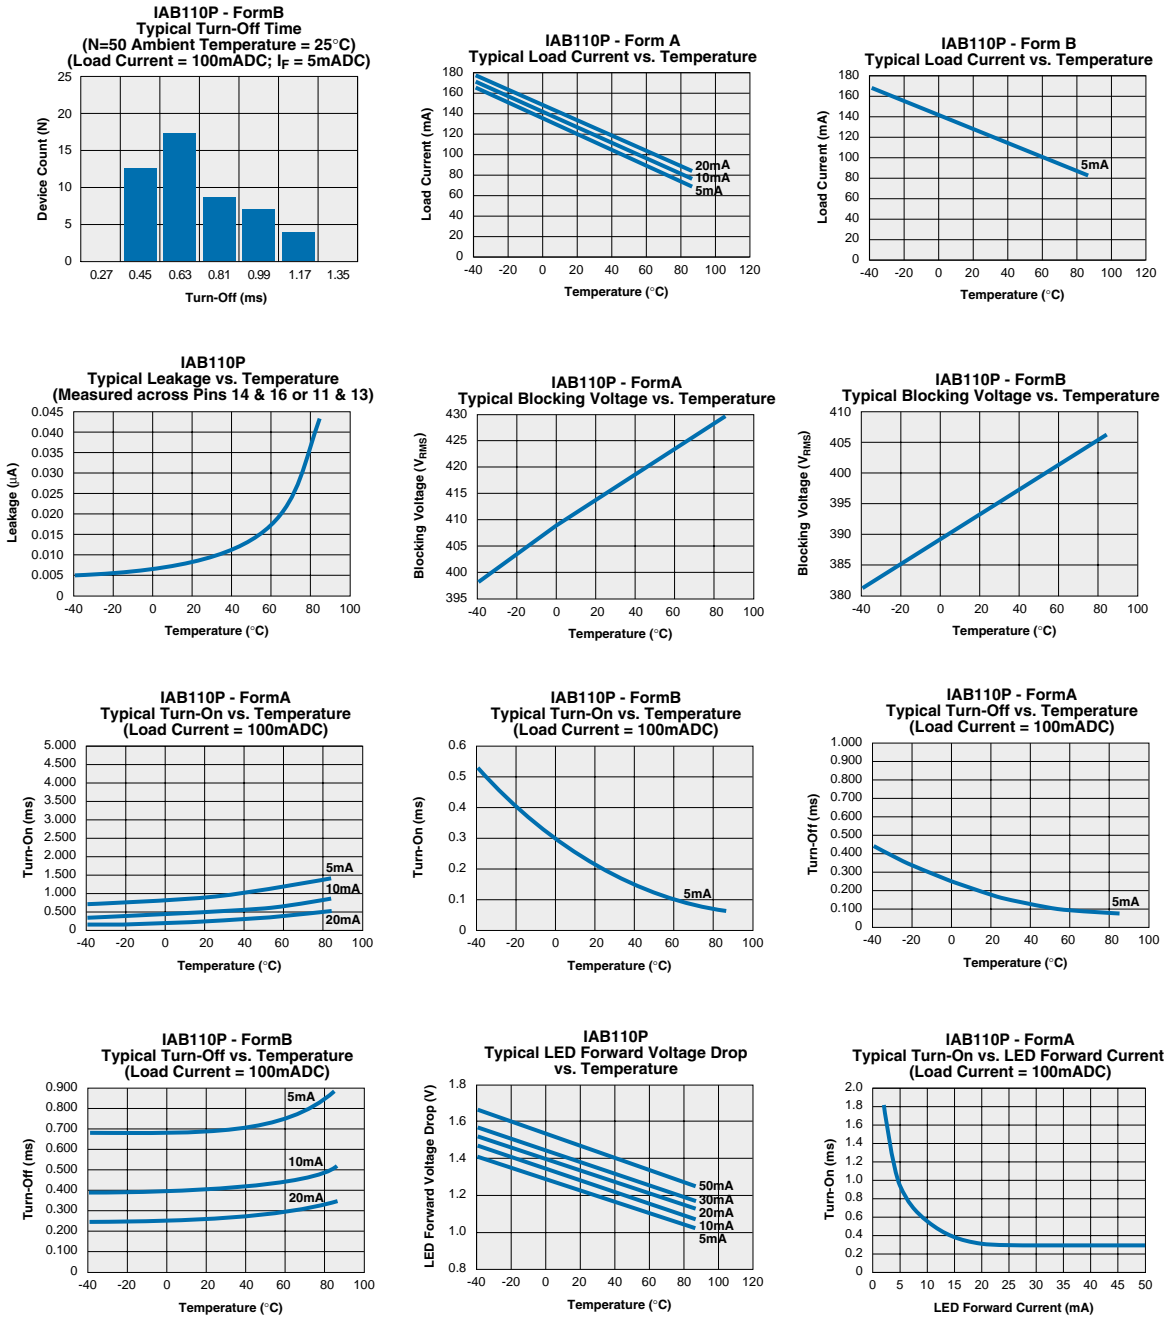 IAB110P - FormB
Typical Turn-Off Time
(N=50 Ambient Temperature = 25°C)
(Load Current = 100mADC; IF = 5mADC)
25
20
15
10
5
0
Device Count (N)
0.27 0.45 0.63 0.81 0.99 1.17 1.35
Turn-Off (ms)
IAB110P - Form A
Typical Load Current vs. Temperature
180
160
140
120
100
80
60
40
20
0
Load Current (mA)
20mA
10mA
5mA
-40 -20 0 20 40 60 80 100 120
Temperature (°C)
IAB110P - Form B
Typical Load Current vs. Temperature
180
160
140
120
100
80
60
40
20
0
Load Current (mA)
5mA
-40 -20 0 20 40 60 80 100 120
Temperature (°C)
IAB110P
Typical Leakage vs. Temperature
(Measured across Pins 14 & 16 or 11 & 13)
0.045
0.040
0.035
0.030
0.025
0.020
0.015
0.010
0.005
0
Leakage (μA)
-40 -20 0 20 40 60 80 100
Temperature (°C)
IAB110P - FormA
Typical Blocking Voltage vs. Temperature
430
425
420
415
410
405
400
395
Blocking Voltage (VRMS)
-40 -20 0 20 40 60 80 100
Temperature (°C)
IAB110P - FormB
Typical Blocking Voltage vs. Temperature
410
405
400
395
390
385
380
Blocking Voltage (VRMS)
-40 -20 0 20 40 60 80 100
Temperature (°C)
IAB110P - FormA
Typical Turn-On vs. Temperature
(Load Current = 100mADC)
5.000
4.500
4.000
3.500
3.000
2.500
2.000
1.500
1.000
0.500
0
Turn-On (ms)
5mA
10mA
20mA
-40 -20 0 20 40 60 80 100
Temperature (°C)
IAB110P - FormB
Typical Turn-On vs. Temperature
(Load Current = 100mADC)
0.6
0.5
0.4
0.3
0.2
0.1
0
Turn-On (ms)
5mA
-40 -20 0 20 40 60 80 100
Temperature (°C)
IAB110P - FormA
Typical Turn-Off vs. Temperature
(Load Current = 100mADC)
1.000
0.900
0.800
0.700
0.600
0.500
0.400
0.300
0.200
0.100
0
Turn-Off (ms)
5mA
-40 -20 0 20 40 60 80 100
Temperature (°C)
IAB110P - FormB
Typical Turn-Off vs. Temperature
(Load Current = 100mADC)
0.900
0.800
0.700
0.600
0.500
0.400
0.300
0.200
0.100
0
Turn-Off (ms)
5mA
10mA
20mA
-40 -20 0 20 40 60 80 100
Temperature (°C)
IAB110P
Typical LED Forward Voltage Drop
vs. Temperature
1.8
1.6
1.4
1.2
1.0
0.8
LED Forward Voltage Drop (V)
50mA
30mA
20mA
10mA
5mA
-40 -20 0 20 40 60 80 100 120
Temperature (°C)
IAB110P - FormA
Typical Turn-On vs. LED Forward Current
(Load Current = 100mADC)
2.0
1.8
1.6
1.4
1.2
1.0
0.8
0.6
0.4
0.2
0
Turn-On (ms)
0 5 10 15 20 25 30 35 40 45 50
LED Forward Current (mA)